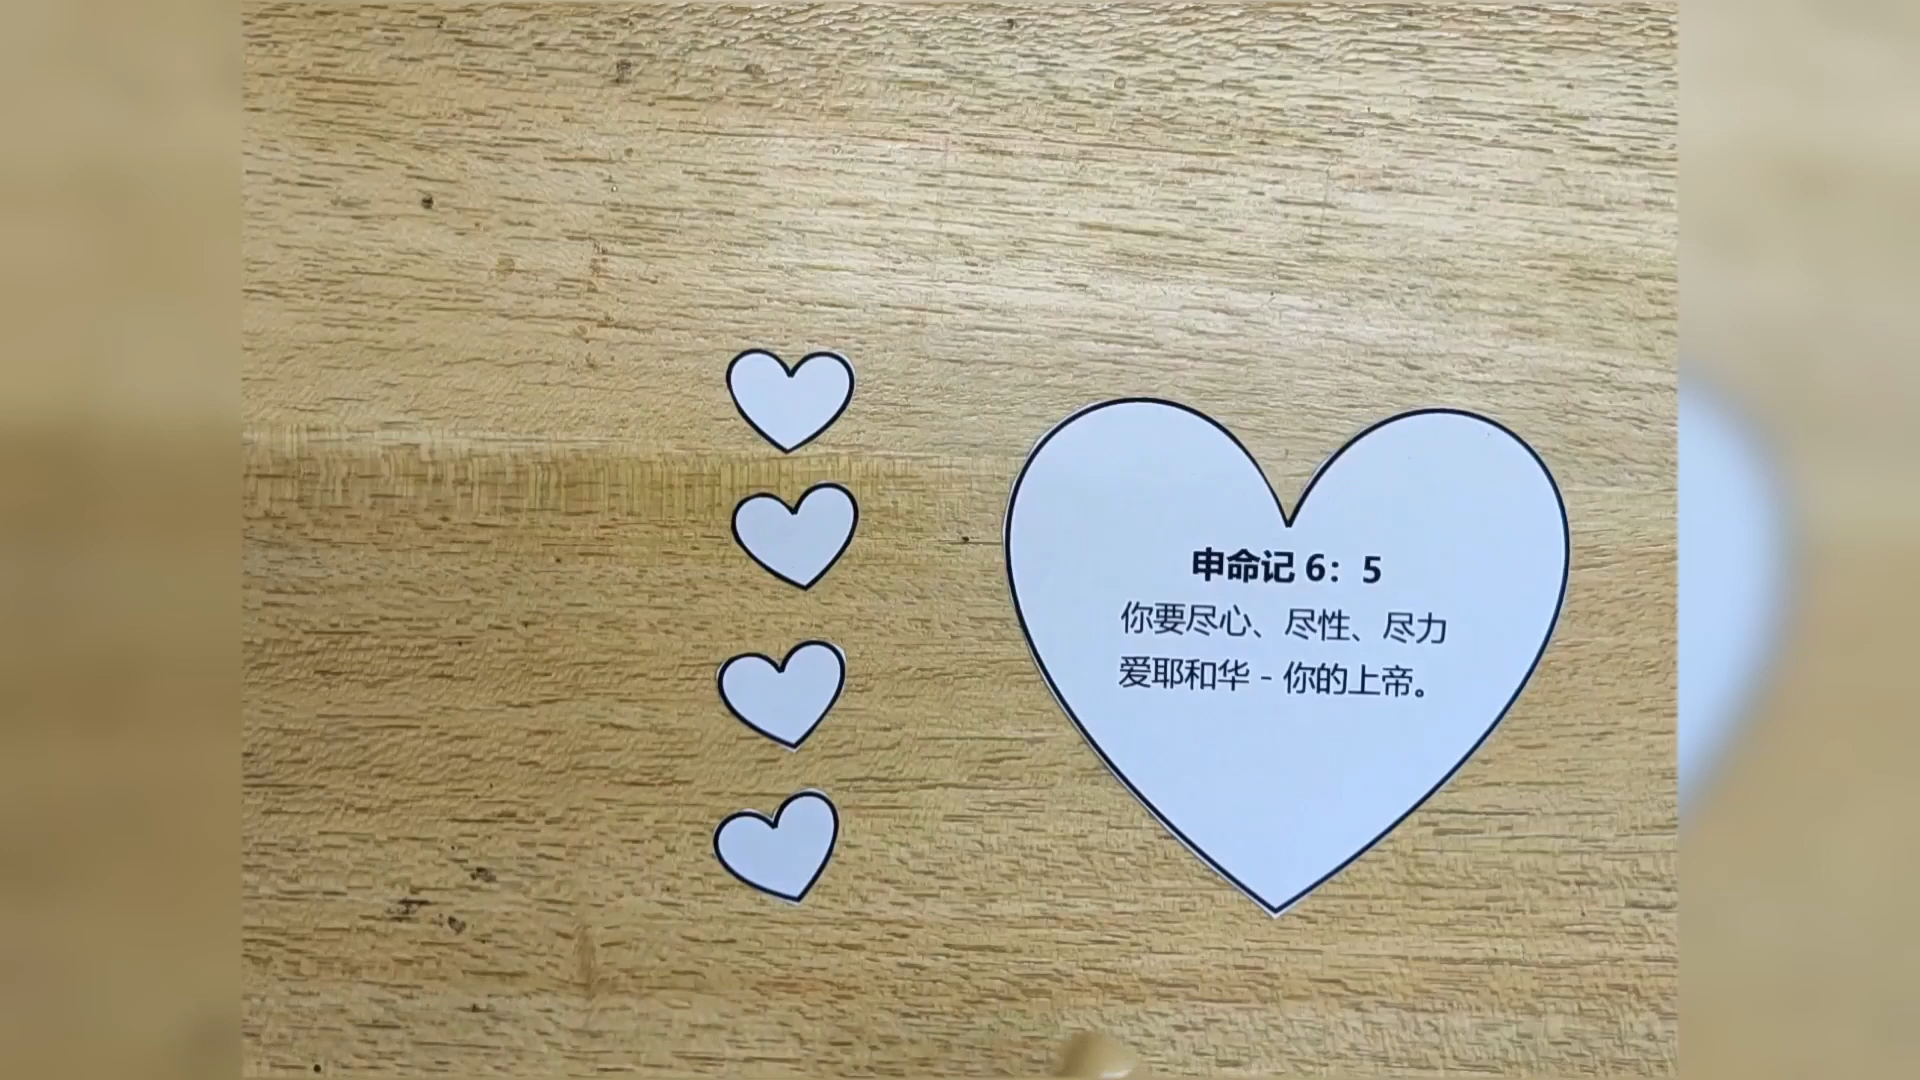 申命记 6：5
你要尽心、尽性、尽力
爱耶和华 - 你的上帝。